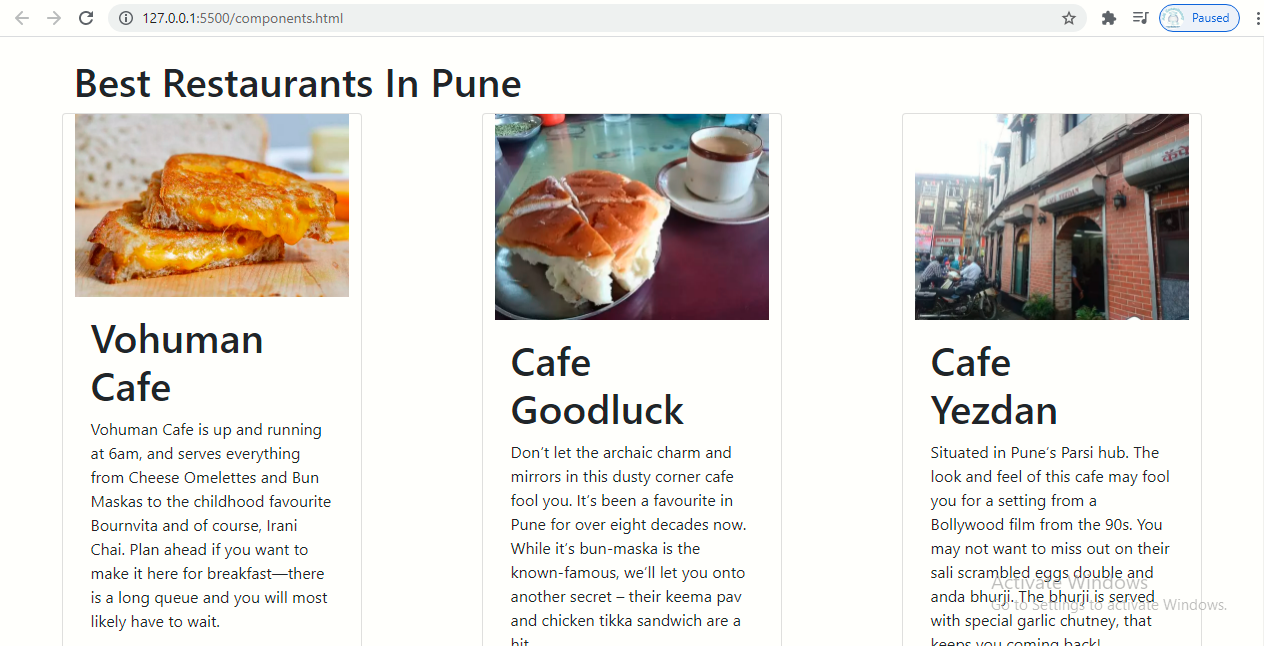 127.0.0.1:5500/components.html
Paused
Best Restaurants In Pune
Vohuman
Cafe
Vohuman Cafe is up and running
at 6am, and serves everything
from Cheese Omelettes and Bun
Maskas to the childhood favourite
Bournvita and of course, Irani
Chai. Plan ahead if you want to
make it here for breakfast—there
is a long queue and you will most
likely have to wait.
Cafe
Goodluck
Don’t let the archaic charm and
mirrors in this dusty corner cafe
fool you. It’s been a favourite in
Pune for over eight decades now.
While it’s bun-maska is the
known-famous, we’ll let you onto
another secret – their keema pav
and chicken tikka sandwich are a
hit.
Cafe
Yezdan
Situated in Pune’s Parsi hub. The
look and feel of this cafe may fool
you for a setting from a
Bollywood film from the 90s. You
may not want to miss out on their
sali scrambled eggs double and
anda bhurji. The bhurji is served
with special garlic chutney, that
keeps you coming back!
Activate Windows
Go to Settings to activate Windows.